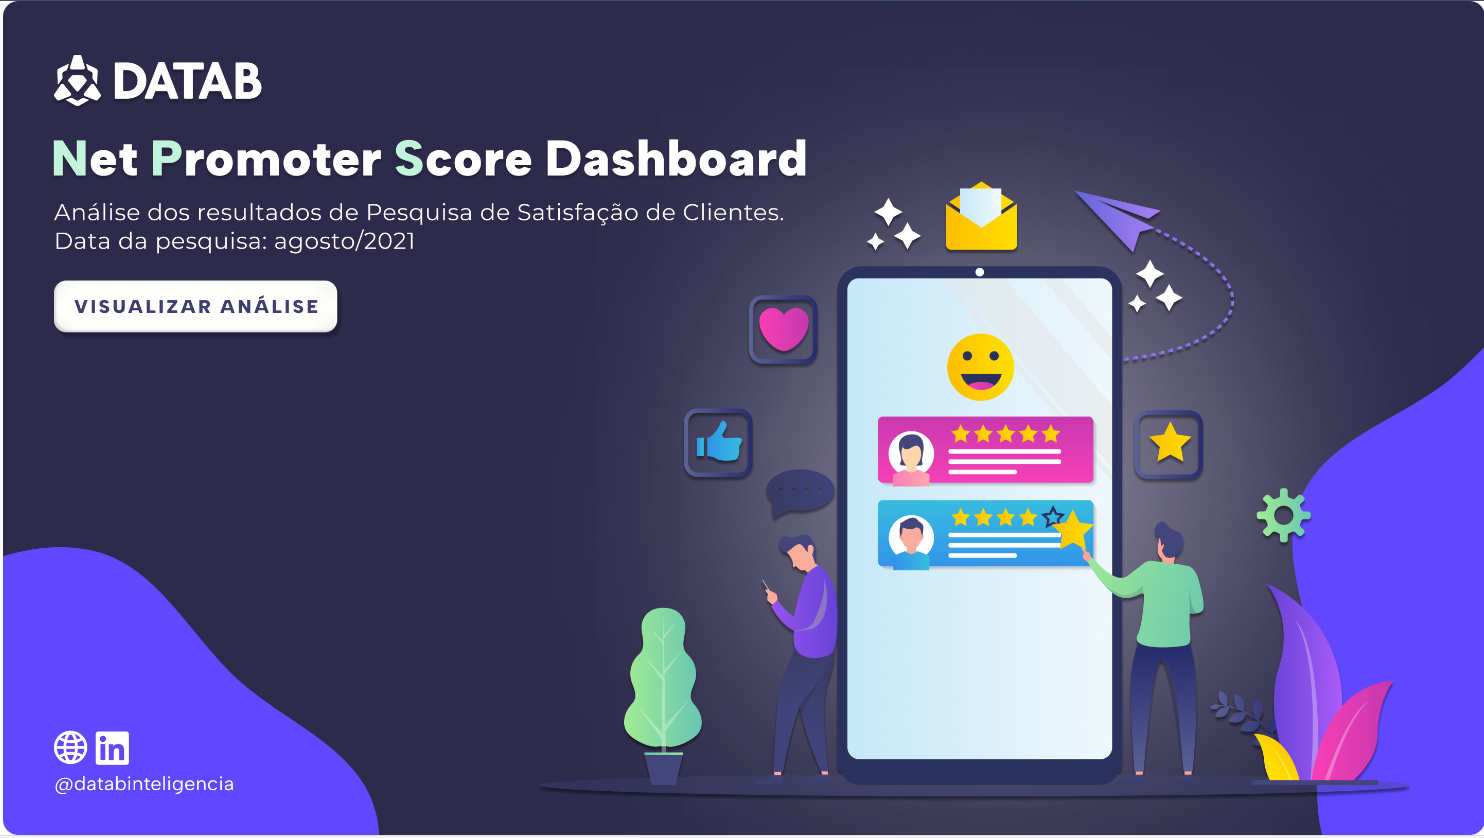 DATAB
Net Promoter Score Dashboard
Análise dos resultados de Pesquisa de Satisfação de Clientes.
Data da pesquisa: agosto/2021
VISUALIZAR ANÁLISE
in
@databinteligencia